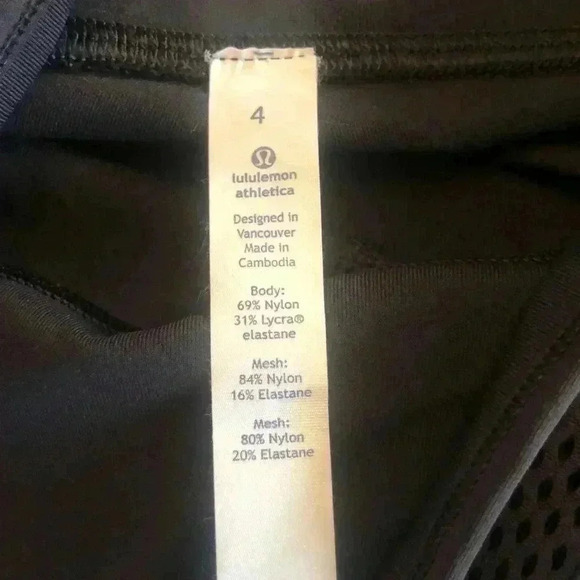 4
lululemon
athletica
Designed in
Vancouver
Made in
Cambodia
Body:
69% Nylon
31% Lycra®
elastane
Mesh:
84% Nylon
16% Elastane
Mesh:
80% Nylon
20% Elastane